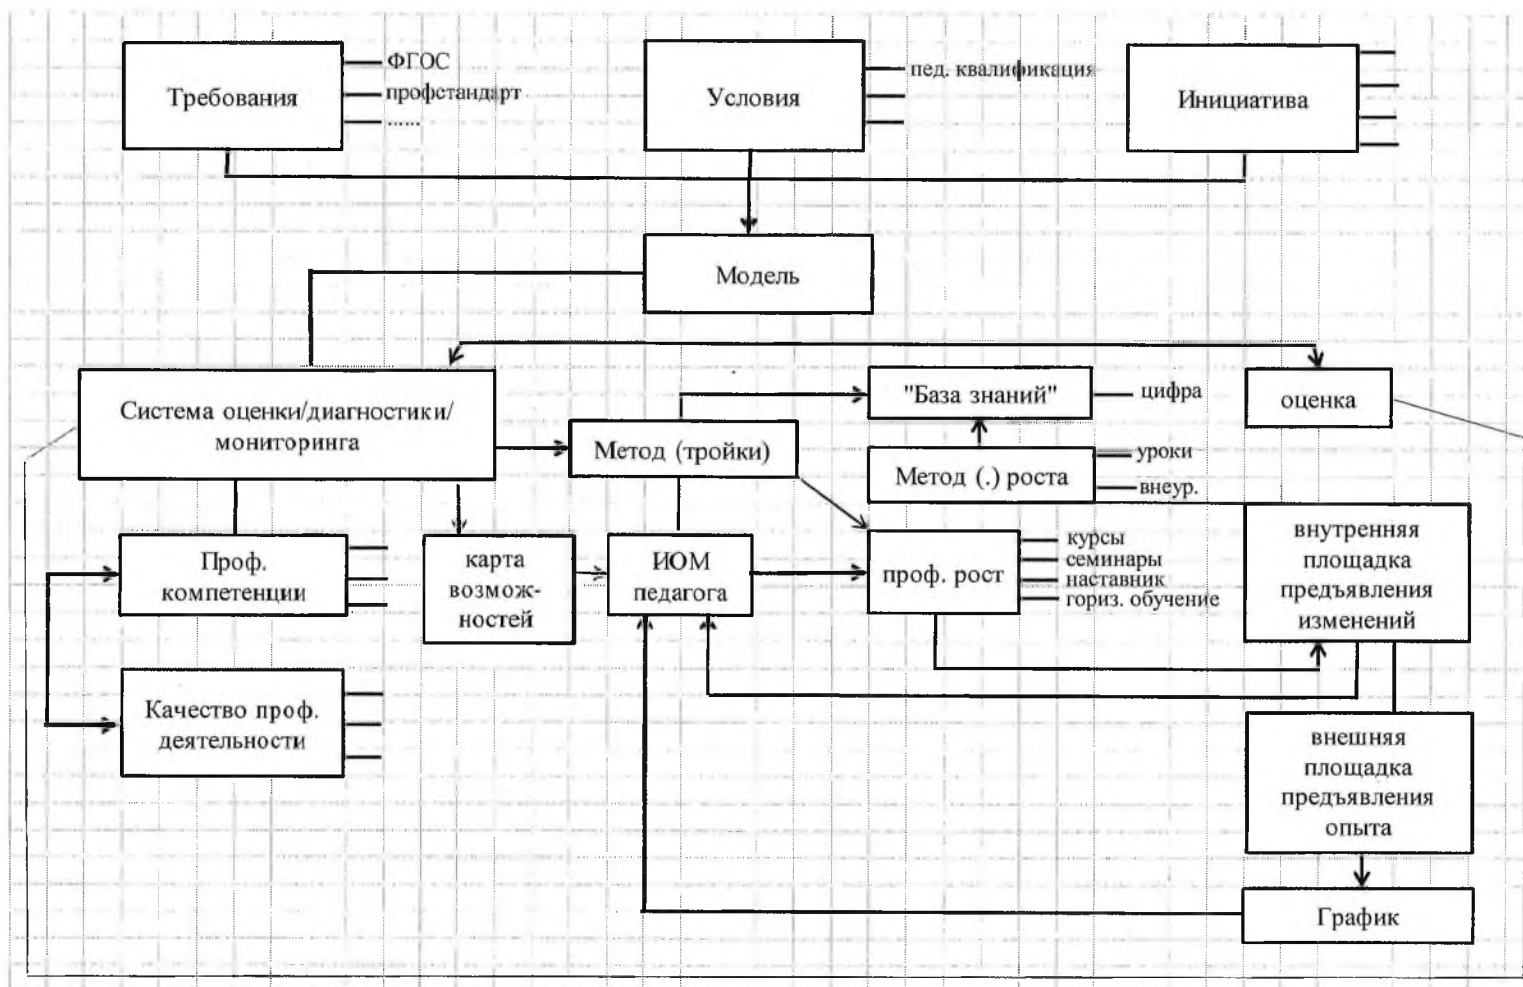 Требования
ФГОС
профстандарт
......
Условия
пед. квалификация
Инициатива
Модель
Система оценки/диагностики/
мониторинга
Метод (тройки)
"База знаний"
цифра
оценка
Метод (.) роста
уроки
внеур.
Проф.
компетенции
карта
возмож-
ностей
ИОМ
педагога
проф. рост
курсы
семинары
наставник
гориз. обучение
внутренняя
площадка
предъявления
изменений
Качество проф.
деятельности
внешняя
площадка
предъявления
опыта
График